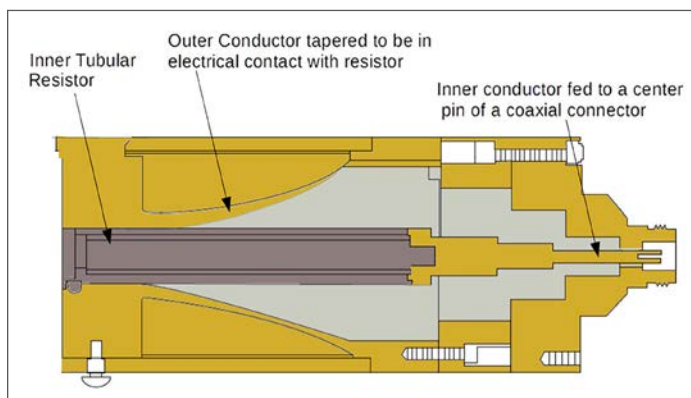 Inner Tubular
Resistor
Outer Conductor tapered to be in
electrical contact with resistor
Inner conductor fed to a center
pin of a coaxial connector